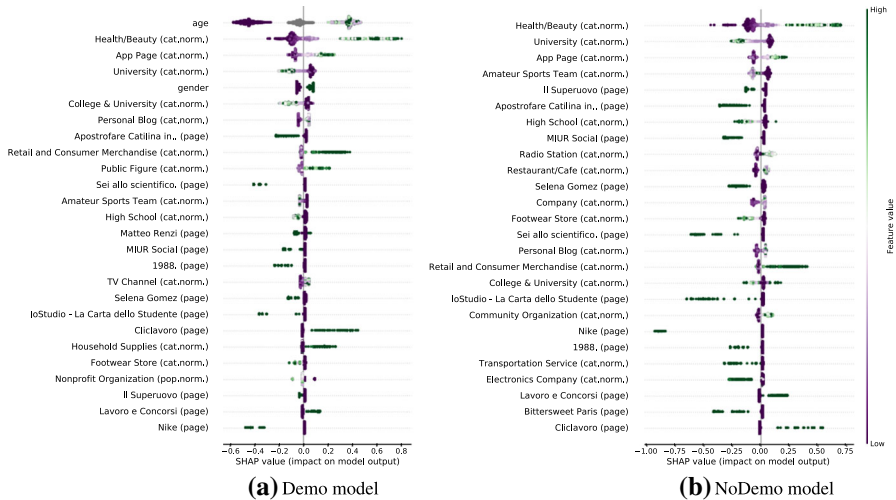 age
Health/Beauty (cat.norm.)
App Page (cat.norm.)
University (cat.norm.)
gender
College & University (cat.norm.)
Personal Blog (cat.norm.)
Apostrofare Catilina in.. (page)
Retail and Consumer Merchandise (cat.norm.)
Public Figure (cat.norm.)
Sei allo scientifico. (page)
Amateur Sports Team (cat.norm.)
High School (cat.norm.)
Matteo Renzi (page)
MIUR Social (page)
1988. (page)
TV Channel (cat.norm.)
Selena Gomez (page)
IoStudio - La Carta dello Studente (page)
Cliclavoro (page)
Household Supplies (cat.norm.)
Footwear Store (cat.norm.)
Nonprofit Organization (pop.norm.)
Il Superuovo (page)
Lavoro e Concorsi (page)
Nike (page)
−0.6 −0.4 −0.2 0.0 0.2 0.4 0.6 0.8
SHAP value (impact on model output)
(a) Demo model
Health/Beauty (cat.norm.)
University (cat.norm.)
App Page (cat.norm.)
Amateur Sports Team (cat.norm.)
Il Superuovo (page)
Apostrofare Catilina in.. (page)
High School (cat.norm.)
MIUR Social (page)
Radio Station (cat.norm.)
Restaurant/Cafe (cat.norm.)
Selena Gomez (page)
Company (cat.norm.)
Footwear Store (cat.norm.)
Sei allo scientifico. (page)
Personal Blog (cat.norm.)
Retail and Consumer Merchandise (cat.norm.)
College & University (cat.norm.)
IoStudio - La Carta dello Studente (page)
Community Organization (cat.norm.)
Nike (page)
1988. (page)
Transportation Service (cat.norm.)
Electronics Company (cat.norm.)
Lavoro e Concorsi (page)
Bittersweet Paris (page)
Cliclavoro (page)
−1.00 −0.75 −0.50 −0.25 0.00 0.25 0.50 0.75
SHAP value (impact on model output)
(b) NoDemo model
High
Feature value
Low